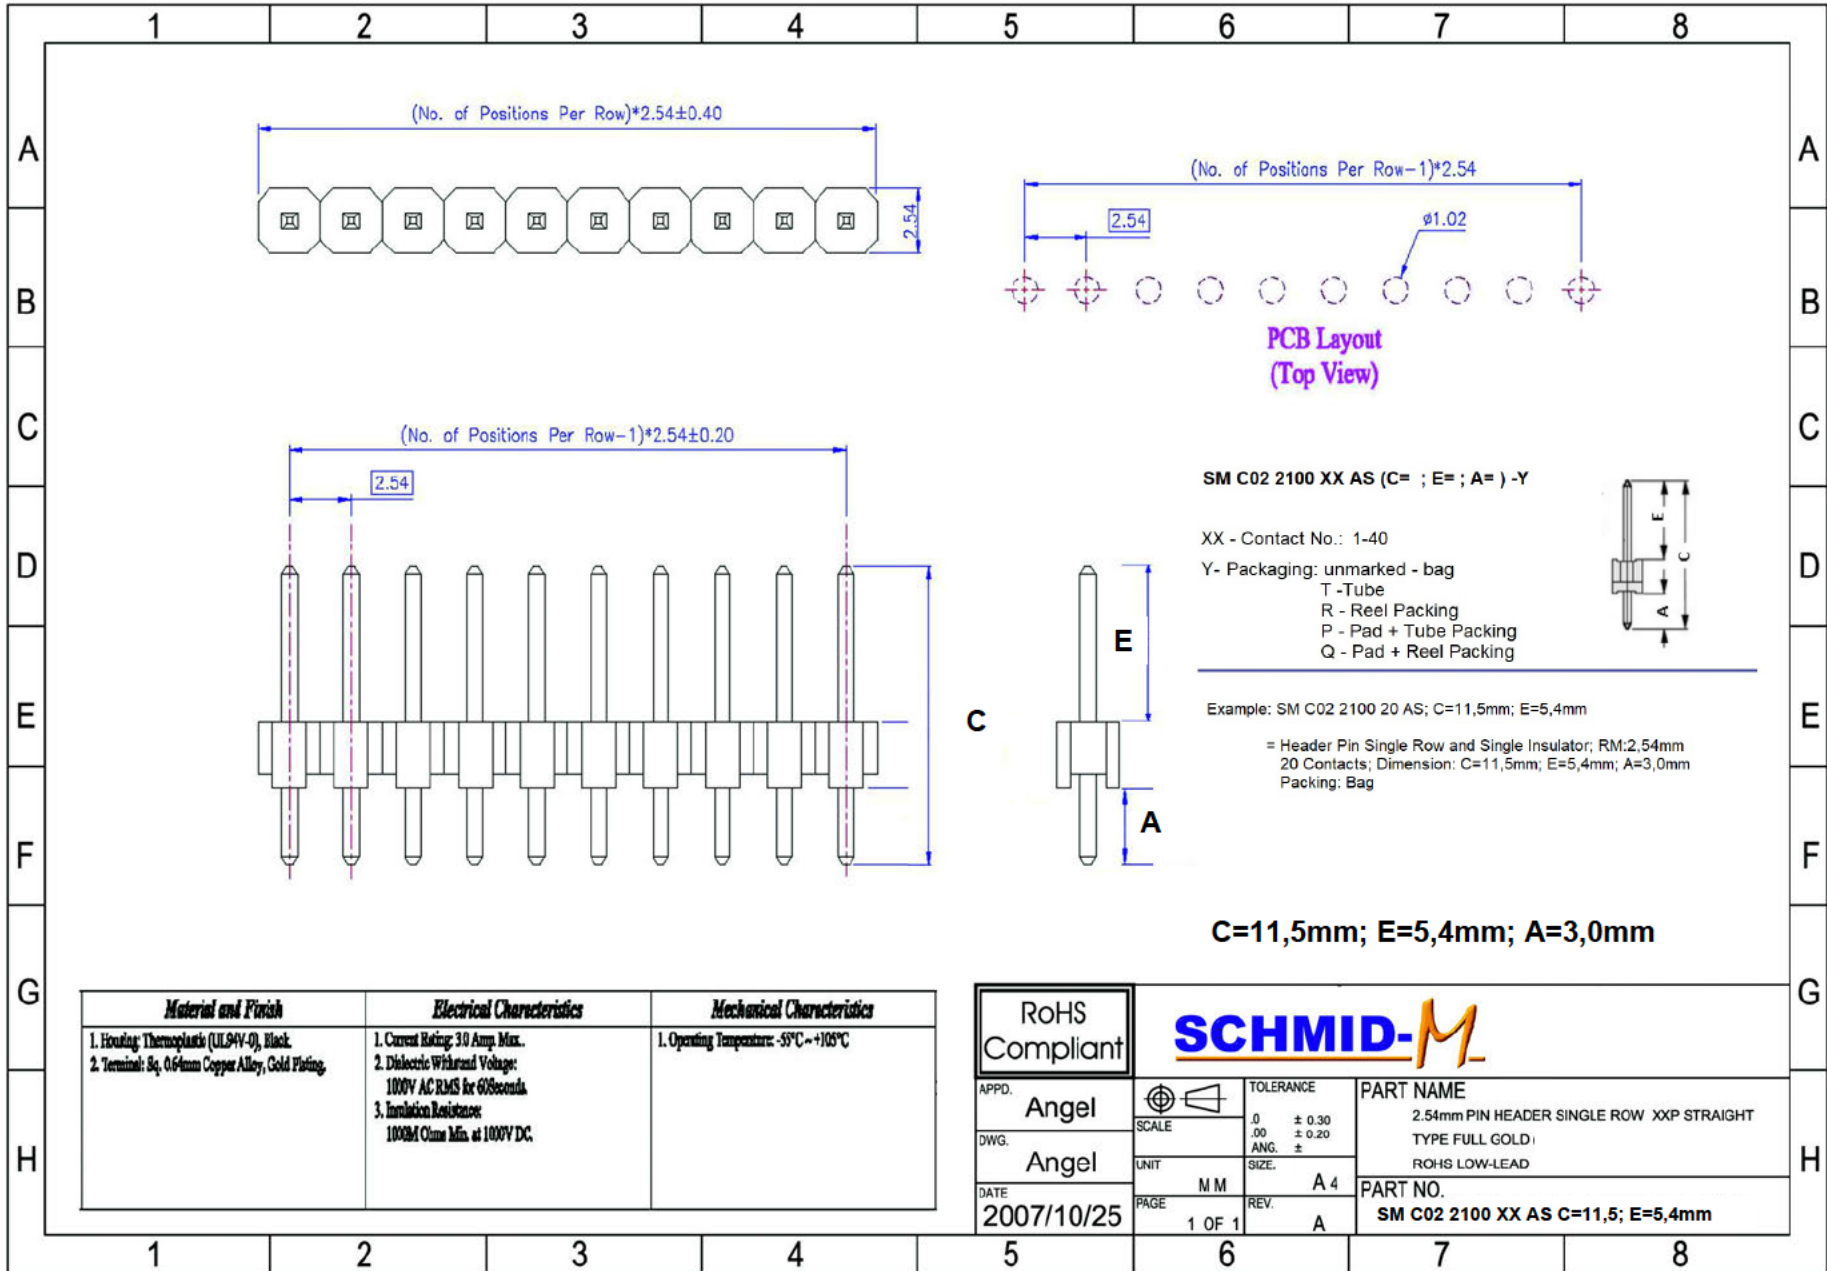 1 2 3 4 5 6 7 8
A A
B B
C C
D D
E E
F F
G G
H H
(No. of Positions Per Row)*2.54±0.40
2.54
(No. of Positions Per Row-1)*2.54
2.54
ø1.02
PCB Layout
(Top View)
(No. of Positions Per Row-1)*2.54±0.20
2.54
C
E
A
SM C02 2100 XX AS (C= ; E= ; A= ) -Y
XX - Contact No.: 1-40
Y- Packaging: unmarked - bag
T -Tube
R - Reel Packing
P - Pad + Tube Packing
Q - Pad + Reel Packing
E
C
A
Example: SM C02 2100 20 AS; C=11,5mm; E=5,4mm
= Header Pin Single Row and Single Insulator; RM:2,54mm
20 Contacts; Dimension: C=11,5mm; E=5,4mm; A=3,0mm
Packing: Bag
C=11,5mm; E=5,4mm; A=3,0mm
Material and Finish
1. Housing: Thermoplastic (UL94V-0), Black.
2. Terminal: Sq. 0.64mm Copper Alloy, Gold Plating.
Electrical Characteristics
1. Current Rating: 3.0 Amp Max.
2. Dielectric Withstand Voltage:
1000V AC RMS for 60Seconds.
3. Insulation Resistance:
1000M Ohms Min. at 1000V DC.
Mechanical Characteristics
1. Operating Temperature: -55°C ~ +105°C
RoHS
Compliant
SCHMID-M
APPD.
Angel
DWG.
Angel
DATE
2007/10/25
SCALE
UNIT
MM
PAGE
1 OF 1
TOLERANCE
.0 ± 0.30
.00 ± 0.20
ANG. ±
SIZE.
A 4
REV.
A
PART NAME
2.54mm PIN HEADER SINGLE ROW XXP STRAIGHT
TYPE FULL GOLD
ROHS LOW-LEAD
PART NO.
SM C02 2100 XX AS C=11,5; E=5,4mm
1 2 3 4 5 6 7 8